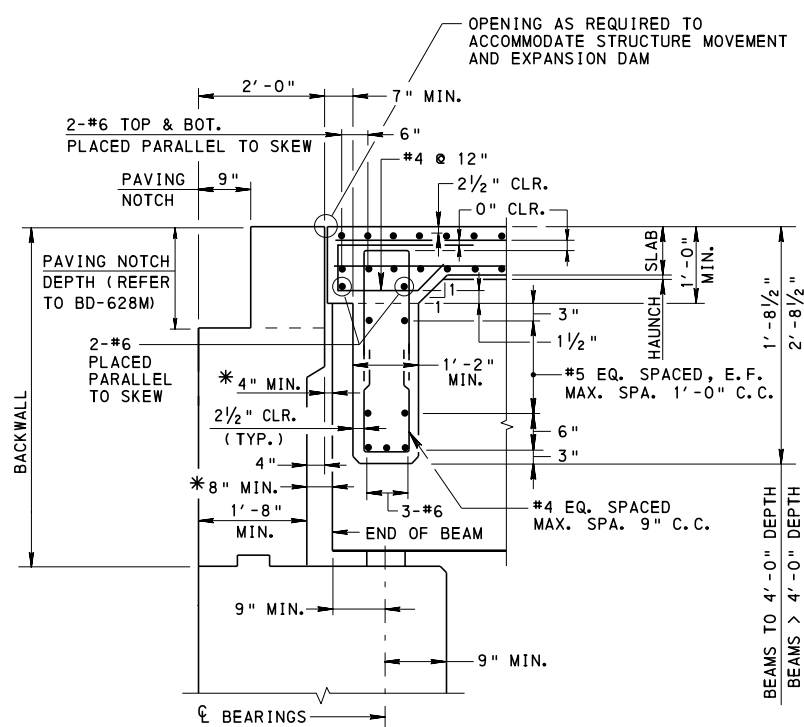 OPENING AS REQUIRED TO
ACCOMMODATE STRUCTURE MOVEMENT
AND EXPANSION DAM
2'-0"
7" MIN.
2-#6 TOP & BOT.
PLACED PARALLEL TO SKEW
6"
#4 @ 12"
PAVING
NOTCH
9"
2½" CLR.
0" CLR.
SLAB
1'-0"
MIN.
PAVING NOTCH
DEPTH (REFER
TO BD-628M)
1
1
HAUNCH
3"
1½"
1'-8½"
2'-8½"
2-#6
PLACED
PARALLEL
TO SKEW
1'-2"
MIN.
#5 EQ. SPACED, E.F.
MAX. SPA. 1'-0" C.C.
* 4" MIN.
2½" CLR.
(TYP.)
BACKWALL
6"
3"
4"
* 8" MIN.
3-#6
1'-8"
MIN.
END OF BEAM
#4 EQ. SPACED
MAX. SPA. 9" C.C.
BEAMS TO 4'-0" DEPTH
BEAMS > 4'-0" DEPTH
9" MIN.
9" MIN.
℄ BEARINGS